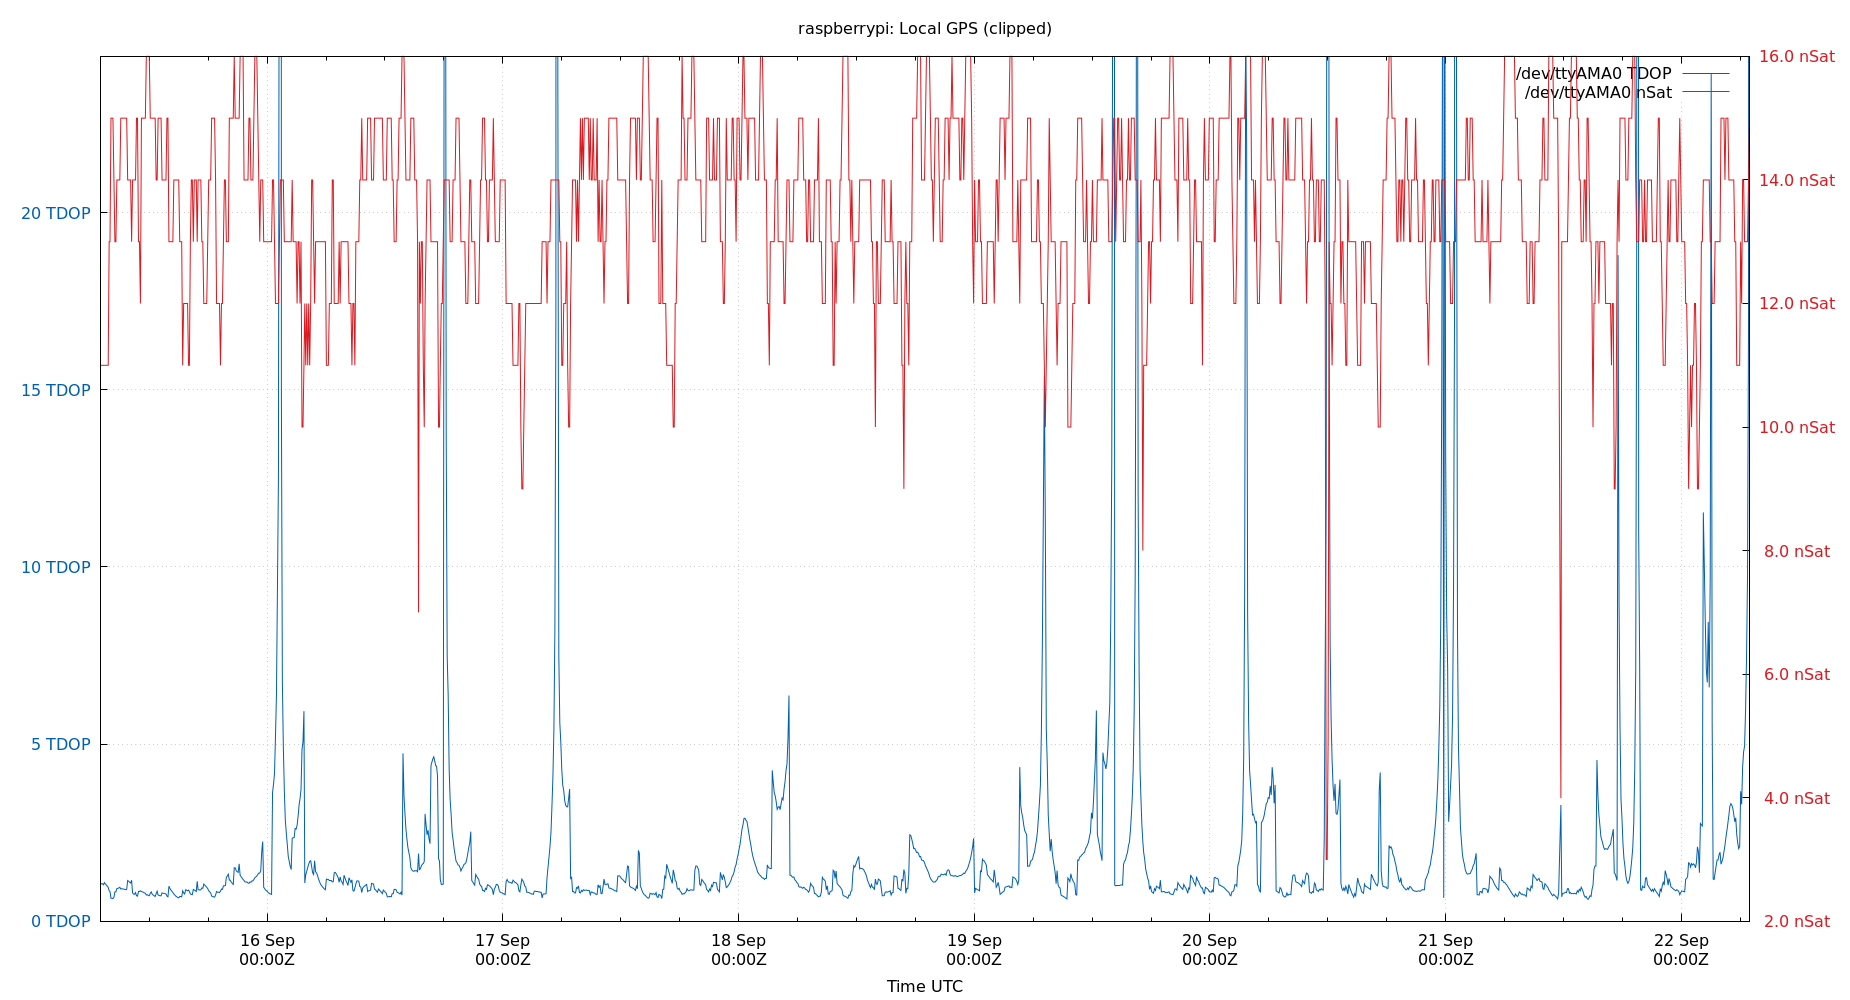 raspberrypi: Local GPS (clipped)
16.0 nSat
/dev/ttyAMA0 TDOP
/dev/ttyAMA0 nSat
14.0 nSat
20 TDOP
12.0 nSat
15 TDOP
10.0 nSat
10 TDOP
8.0 nSat
6.0 nSat
5 TDOP
4.0 nSat
0 TDOP
2.0 nSat
16 Sep 17 Sep 18 Sep 19 Sep 20 Sep 21 Sep 22 Sep
00:00Z 00:00Z 00:00Z 00:00Z 00:00Z 00:00Z 00:00Z
Time UTC